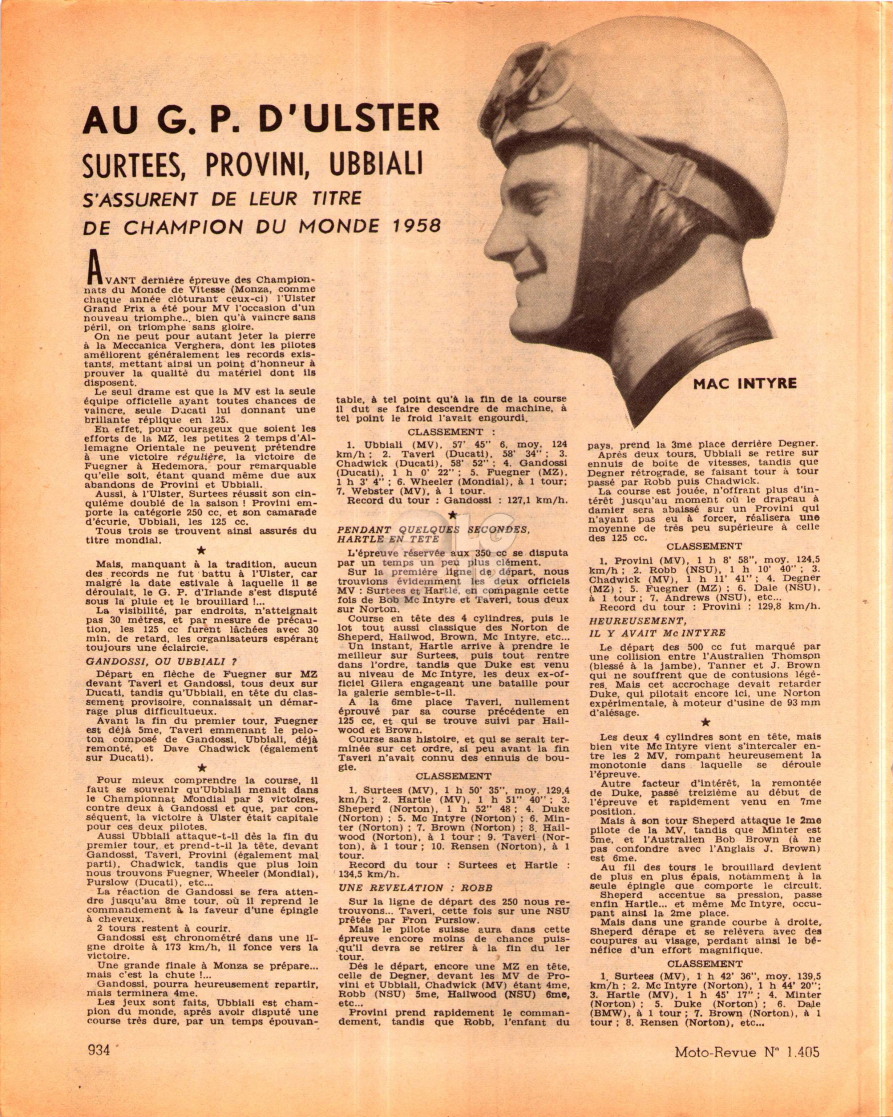 AU G. P. D'ULSTER
SURTEES, PROVINI, UBBIALI
S'ASSURENT DE LEUR TITRE
DE CHAMPION DU MONDE 1958
AVANT dernière épreuve des Champion-
nats du Monde de Vitesse (Monza, comme
chaque année clôturant ceux-ci) l'Ulster
Grand Prix a été pour MV l'occasion d'un
nouveau triomphe... bien qu'à vaincre sans
péril, on triomphe sans gloire.
On ne peut pour autant jeter la pierre
à la Meccanica Verghera, dont les pilotes
améliorent généralement les records exis-
tants, mettant ainsi un point d'honneur à
prouver la qualité du matériel dont ils
disposent.
Le seul drame est que la MV est la seule
équipe officielle ayant toutes chances de
vaincre, seule Ducati lui donnant une
brillante réplique en 125.
En effet, pour courageux que soient les
efforts de la MZ, les petites 2 temps d'Al-
lemagne Orientale ne peuvent prétendre
à une victoire régulière, la victoire de
Fuegner à Hedemora, pour remarquable
qu'elle soit, étant quand même due aux
abandons de Provini et Ubbiali.
Aussi, à l'Ulster, Surtees réussit son cin-
quième doublé de la saison ! Provini em-
porte la catégorie 250 cc, et son camarade
d'écurie, Ubbiali, les 125 cc.
Tous trois se trouvent ainsi assurés du
titre mondial.
★
Mais, manquant à la tradition, aucun
des records ne fut battu à l'Ulster, car
malgré la date estivale à laquelle il se
déroulait, le G. P. d'Irlande s'est disputé
sous la pluie et le brouillard !...
La visibilité, par endroits, n'atteignait
pas 30 mètres, et par mesure de précau-
tion, les 125 cc furent lâchées avec 30
min. de retard, les organisateurs espérant
toujours une éclaircie.
GANDOSSI, OU UBBIALI ?
Départ en flèche de Fuegner sur MZ
devant Taveri et Gandossi, tous deux sur
Ducati, tandis qu'Ubbiali, en tête du clas-
sement provisoire, connaissait un démar-
rage plus difficultueux.
Avant la fin du premier tour, Fuegner
est déjà 5me, Taveri emmenant le pelo-
ton composé de Gandossi, Ubbiali, déjà
remonté, et Dave Chadwick (également
sur Ducati).
★
Pour mieux comprendre la course, il
faut se souvenir qu'Ubbiali menait dans
le Championnat Mondial par 3 victoires,
contre deux à Gandossi et que, par con-
séquent, la victoire à Ulster était capitale
pour ces deux pilotes.
Aussi Ubbiali attaque-t-il dès la fin du
premier tour, et prend-t-il la tête, devant
Gandossi, Taveri, Provini (également mal
parti), Chadwick, tandis que plus loin
nous trouvons Fuegner, Wheeler (Mondial),
Purslow (Ducati), etc...
La réaction de Gandossi se fera atten-
dre jusqu'au 8me tour, où il reprend le
commandement à la faveur d'une épingle
à cheveux.
2 tours restent à courir.
Gandossi est chronométré dans une li-
gne droite à 173 km/h, il fonce vers la
victoire.
Une grande finale à Monza se prépare...
mais c'est la chute !...
Gandossi, pourra heureusement repartir,
mais terminera 4me.
Les jeux sont faits, Ubbiali est cham-
pion du monde, après avoir disputé une
course très dure, par un temps épouvan-
table, à tel point qu'à la fin de la course
il dut se faire descendre de machine, à
tel point le froid l'avait engourdi.
CLASSEMENT :
1. Ubbiali (MV), 57' 45" 6, moy. 124
km/h ; 2. Taveri (Ducati), 58' 34" ; 3.
Chadwick (Ducati), 58' 52" ; 4. Gandossi
(Ducati), 1 h 0' 22" ; 5. Fuegner (MZ),
1 h 3' 4" ; 6. Wheeler (Mondial), à 1 tour;
7. Webster (MV), à 1 tour.
Record du tour : Gandossi : 127,1 km/h.
★
PENDANT QUELQUES SECONDES,
HARTLE EN TETE
L'épreuve réservée aux 350 cc se disputa
par un temps un peu plus clément.
Sur la première ligne de départ, nous
trouvions évidemment les deux officiels
MV : Surtees et Hartle, en compagnie cette
fois de Bob Mc Intyre et Taveri, tous deux
sur Norton.
Course en tête des 4 cylindres, puis le
lot tout aussi classique des Norton de
Sheperd, Hailwod, Brown, Mc Intyre, etc...
Un instant, Hartle arrive à prendre le
meilleur sur Surtees, puis tout rentre
dans l'ordre, tandis que Duke est venu
au niveau de Mc Intyre, les deux ex-of-
ficiel Gilera engageant une bataille pour
la galerie semble-t-il.
A la 6me place Taveri, nullement
éprouvé par sa course précédente en
125 cc, et qui se trouve suivi par Hail-
wood et Brown.
Course sans histoire, et qui se serait ter-
minée sur cet ordre, si peu avant la fin
Taveri n'avait connu des ennuis de bou-
gie.
CLASSEMENT
1. Surtees (MV), 1 h 50' 35", moy. 129,4
km/h ; 2. Hartle (MV), 1 h 51" 40" ; 3.
Sheperd (Norton), 1 h 52" 48 ; 4. Duke
(Norton) ; 5. Mc Intyre (Norton) ; 6. Min-
ter (Norton) ; 7. Brown (Norton) ; 8. Hail-
wood (Norton), à 1 tour ; 9. Taveri (Nor-
ton), à 1 tour ; 10. Rensen (Norton), à 1
tour.
Record du tour : Surtees et Hartle :
134,5 km/h.
UNE REVELATION : ROBB
Sur la ligne de départ des 250 nous re-
trouvons... Taveri, cette fois sur une NSU
prêtée par Fron Purslow.
Mais le pilote suisse aura dans cette
épreuve encore moins de chance puis-
qu'il devra se retirer à la fin du 1er
tour.
Dès le départ, encore une MZ en tête,
celle de Degner, devant les MV de Pro-
vini et Ubbiali, Chadwick (MV) étant 4me,
Robb (NSU) 5me, Hailwood (NSU) 6me,
etc...
Provini prend rapidement le comman-
dement, tandis que Robb, l'enfant du
MAC INTYRE
pays, prend la 3me place derrière Degner.
Après deux tours, Ubbiali se retire sur
ennuis de boite de vitesses, tandis que
Degner rétrograde, se faisant tour à tour
passé par Robb puis Chadwick.
La course est jouée, n'offrant plus d'in-
térêt jusqu'au moment où le drapeau à
damier sera abaissé sur un Provini qui
n'ayant pas eu à forcer, réalisera une
moyenne de très peu supérieure à celle
des 125 cc.
CLASSEMENT
1. Provini (MV), 1 h 8' 58", moy. 124,5
km/h ; 2. Robb (NSU), 1 h 10' 40" ; 3.
Chadwick (MV), 1 h 11' 41" ; 4. Degner
(MZ) ; 5. Fuegner (MZ) ; 6. Dale (NSU),
à 1 tour ; 7. Andrews (NSU), etc...
Record du tour : Provini : 129,8 km/h.
HEUREUSEMENT,
IL Y AVAIT Mc INTYRE
Le départ des 500 cc fut marqué par
une collision entre l'Australien Thomson
(blessé à la jambe), Tanner et J. Brown
qui ne souffrent que de contusions légè-
res. Mais cet accrochage devait retarder
Duke, qui pilotait encore ici, une Norton
expérimentale, à moteur d'usine de 93 mm
d'alésage.
★
Les deux 4 cylindres sont en tête, mais
bien vite Mc Intyre vient s'intercaler en-
tre les 2 MV, rompant heureusement la
monotonie dans laquelle se déroule
l'épreuve.
Autre facteur d'intérêt, la remontée
de Duke, passé treizième au début de
l'épreuve et rapidement venu en 7me
position.
Mais à son tour Sheperd attaque le 2me
pilote de la MV, tandis que Minter est
5me, et l'Australien Bob Brown (à ne
pas confondre avec l'Anglais J. Brown)
est 6me.
Au fil des tours le brouillard devient
de plus en plus épais, notamment à la
seule épingle que comporte le circuit.
Sheperd accentue sa pression, passe
enfin Hartle... et même Mc Intyre, occu-
pant ainsi la 2me place.
Mais dans une grande courbe à droite,
Sheperd dérape et se relèvera avec des
coupures au visage, perdant ainsi le bé-
néfice d'un effort magnifique.
CLASSEMENT
1. Surtees (MV), 1 h 42' 36", moy. 139,5
km/h ; 2. Mc Intyre (Norton), 1 h 44' 20" ;
3. Hartle (MV), 1 h 45' 17" ; 4. Minter
(Norton) ; 5. Duke (Norton) ; 6. Dale
(BMW), à 1 tour ; 7. Brown (Norton), à 1
tour ; 8. Rensen (Norton), etc...
934
Moto-Revue N° 1.405